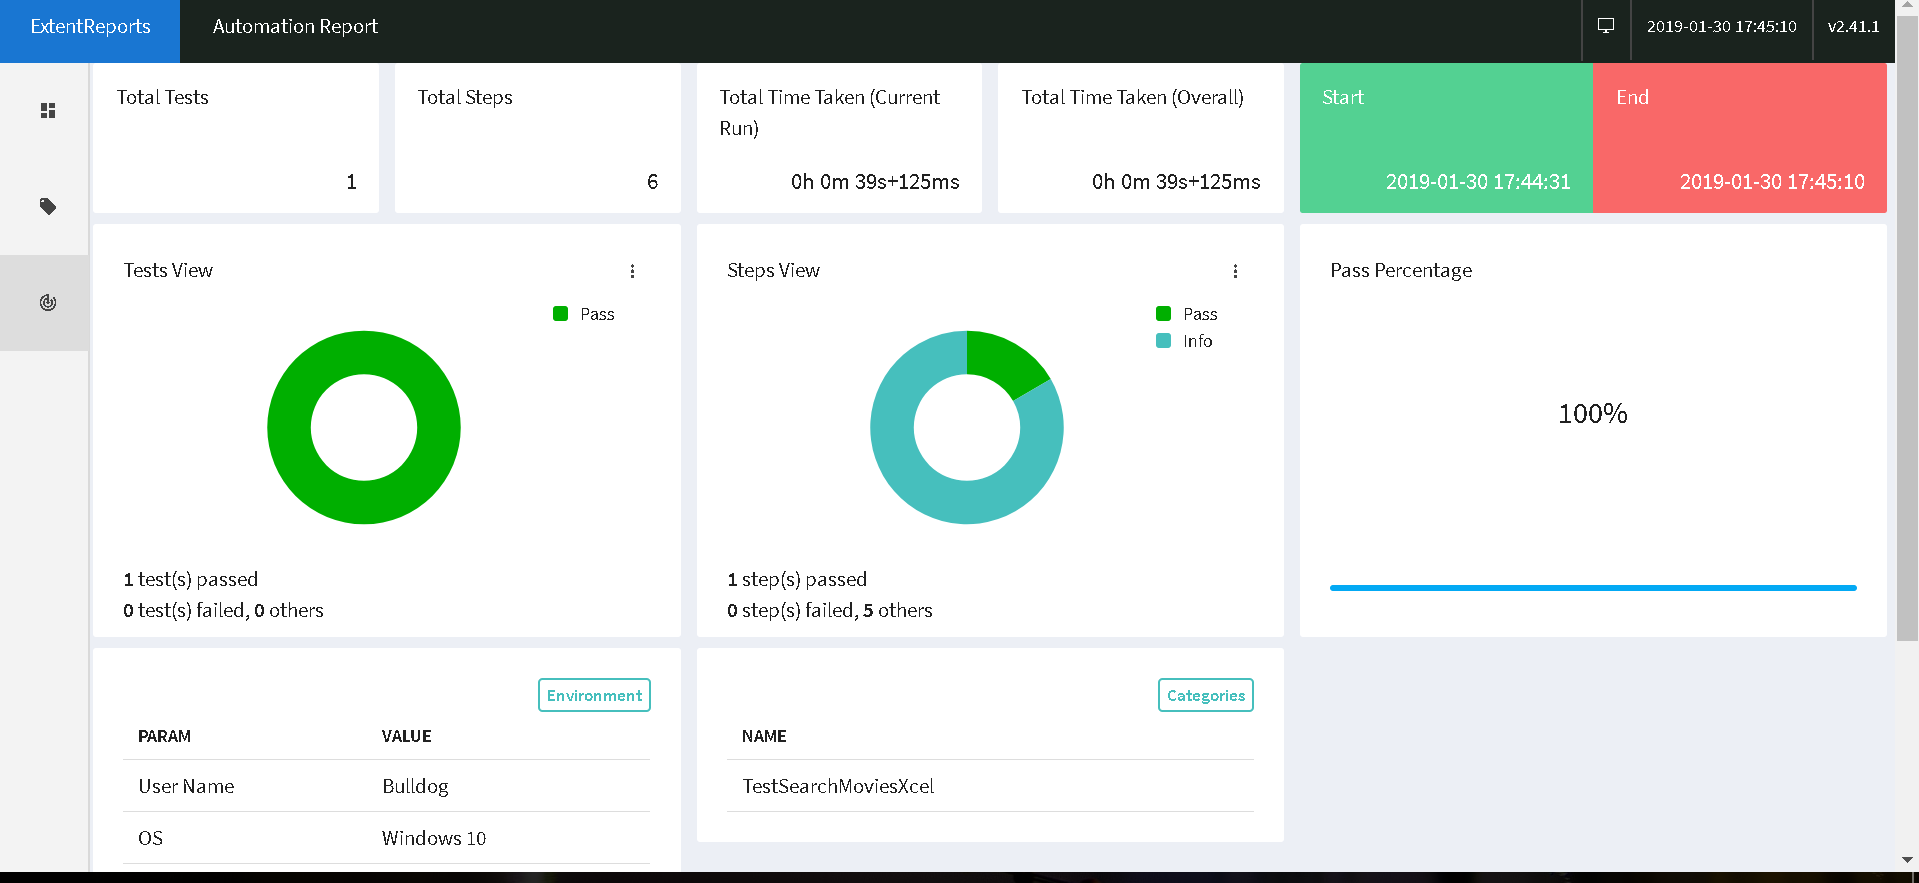 ExtentReports
Automation Report
2019-01-30 17:45:10
v2.41.1
Total Tests
1
Total Steps
6
Total Time Taken (Current
Run)
0h 0m 39s+125ms
Total Time Taken (Overall)
0h 0m 39s+125ms
Start
2019-01-30 17:44:31
End
2019-01-30 17:45:10
Tests View
Pass
1 test(s) passed
0 test(s) failed, 0 others
Steps View
Pass
Info
1 step(s) passed
0 step(s) failed, 5 others
Pass Percentage
100%
Environment
PARAM VALUE
User Name Bulldog
OS Windows 10
Categories
NAME
TestSearchMoviesXcel